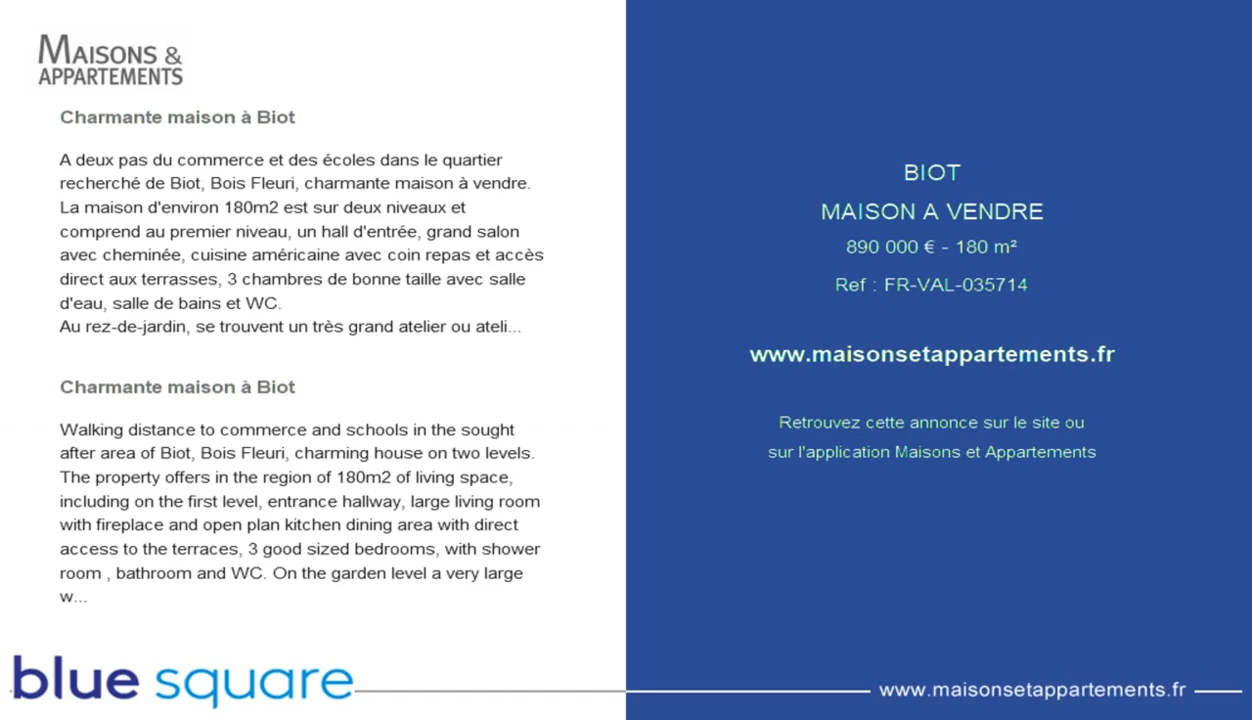 MAISONS &
APPARTEMENTS
Charmante maison à Biot
A deux pas du commerce et des écoles dans le quartier
recherché de Biot, Bois Fleuri, charmante maison à vendre.
La maison d'environ 180m2 est sur deux niveaux et
comprend au premier niveau, un hall d'entrée, grand salon
avec cheminée, cuisine américaine avec coin repas et accès
direct aux terrasses, 3 chambres de bonne taille avec salle
d'eau, salle de bains et WC.
Au rez-de-jardin, se trouvent un très grand atelier ou ateli...
Charmante maison à Biot
Walking distance to commerce and schools in the sought
after area of Biot, Bois Fleuri, charming house on two levels.
The property offers in the region of 180m2 of living space,
including on the first level, entrance hallway, large living room
with fireplace and open plan kitchen dining area with direct
access to the terraces, 3 good sized bedrooms, with shower
room , bathroom and WC. On the garden level a very large
w...
blue square
BIOT
MAISON A VENDRE
890 000 € - 180 m²
Ref : FR-VAL-035714
www.maisonsetappartements.fr
Retrouvez cette annonce sur le site ou
sur l'application Maisons et Appartements
www.maisonsetappartements.fr